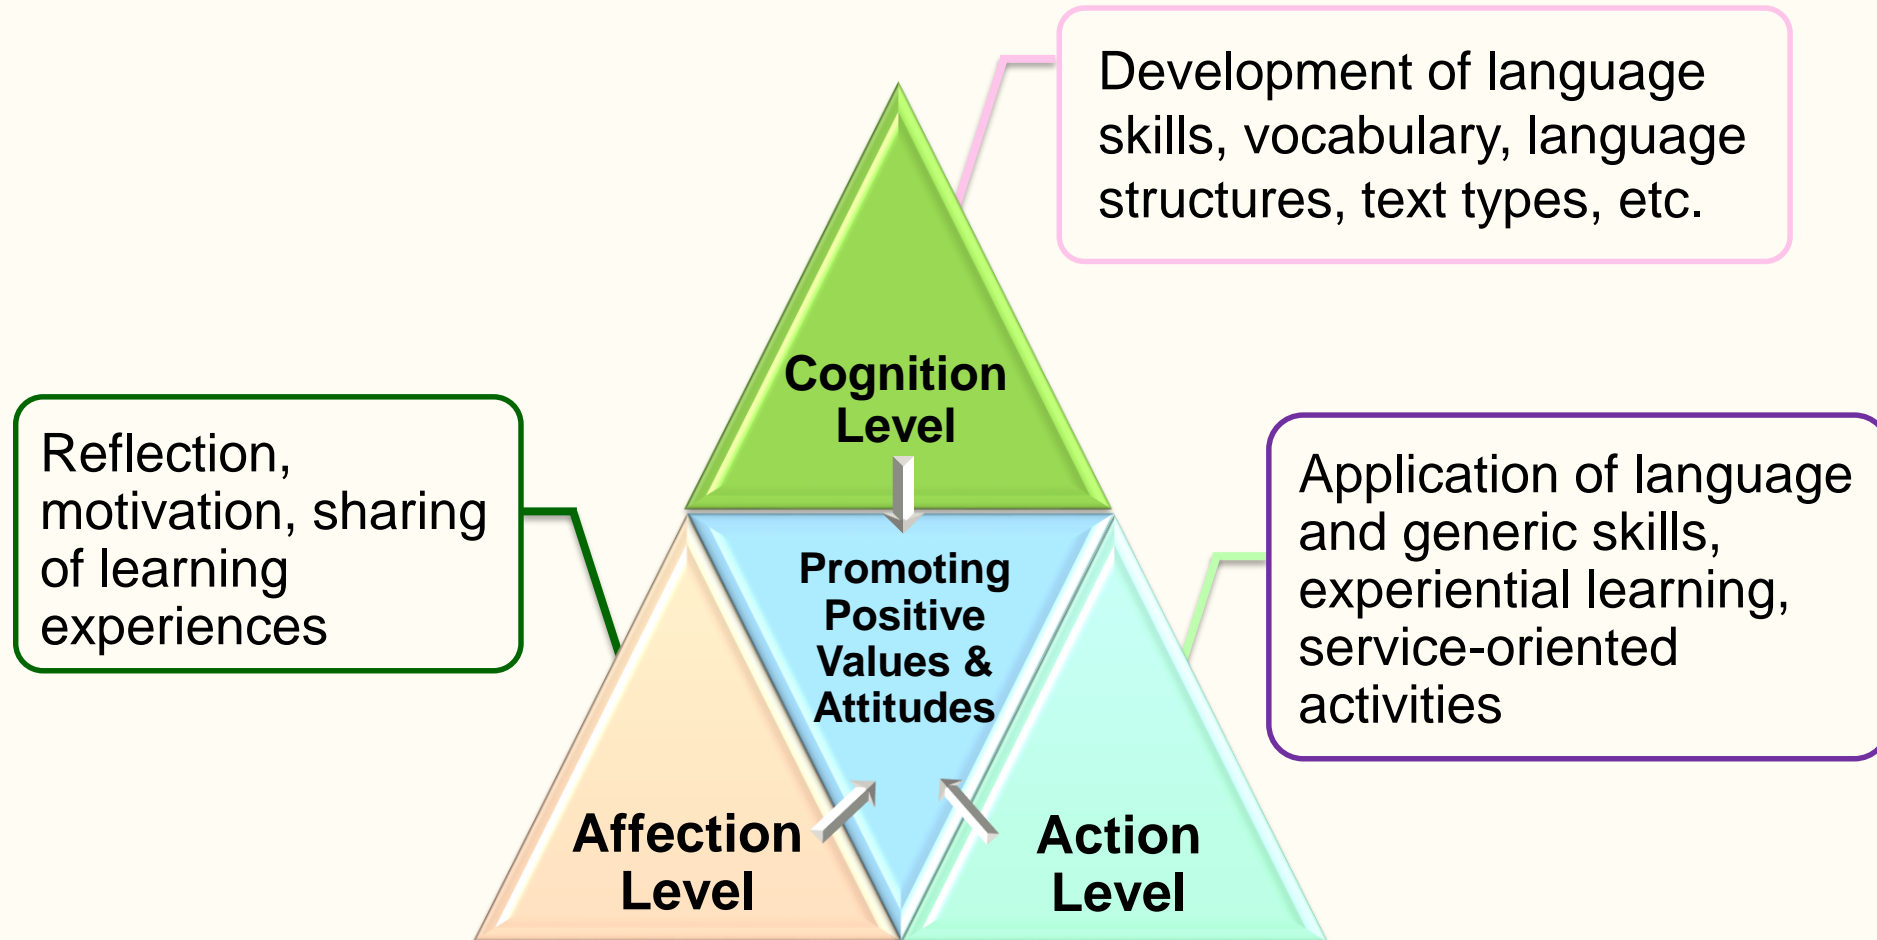 Development of language
skills, vocabulary, language
structures, text types, etc.
Cognition
Level
Reflection,
motivation, sharing
of learning
experiences
Application of language
and generic skills,
experiential learning,
service-oriented
activities
Promoting
Positive
Values &
Attitudes
Affection
Level
Action
Level